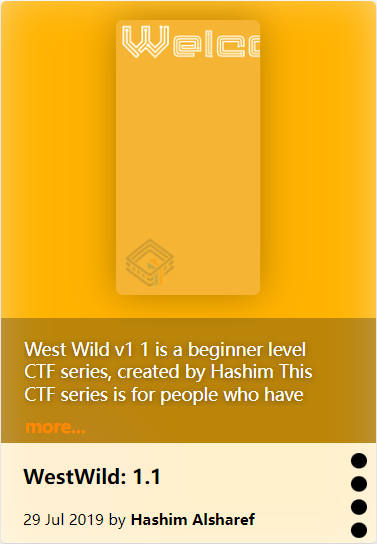 Welco
West Wild v1 1 is a beginner level
CTF series, created by Hashim This
CTF series is for people who have
more...
WestWild: 1.1
29 Jul 2019 by Hashim Alsharef